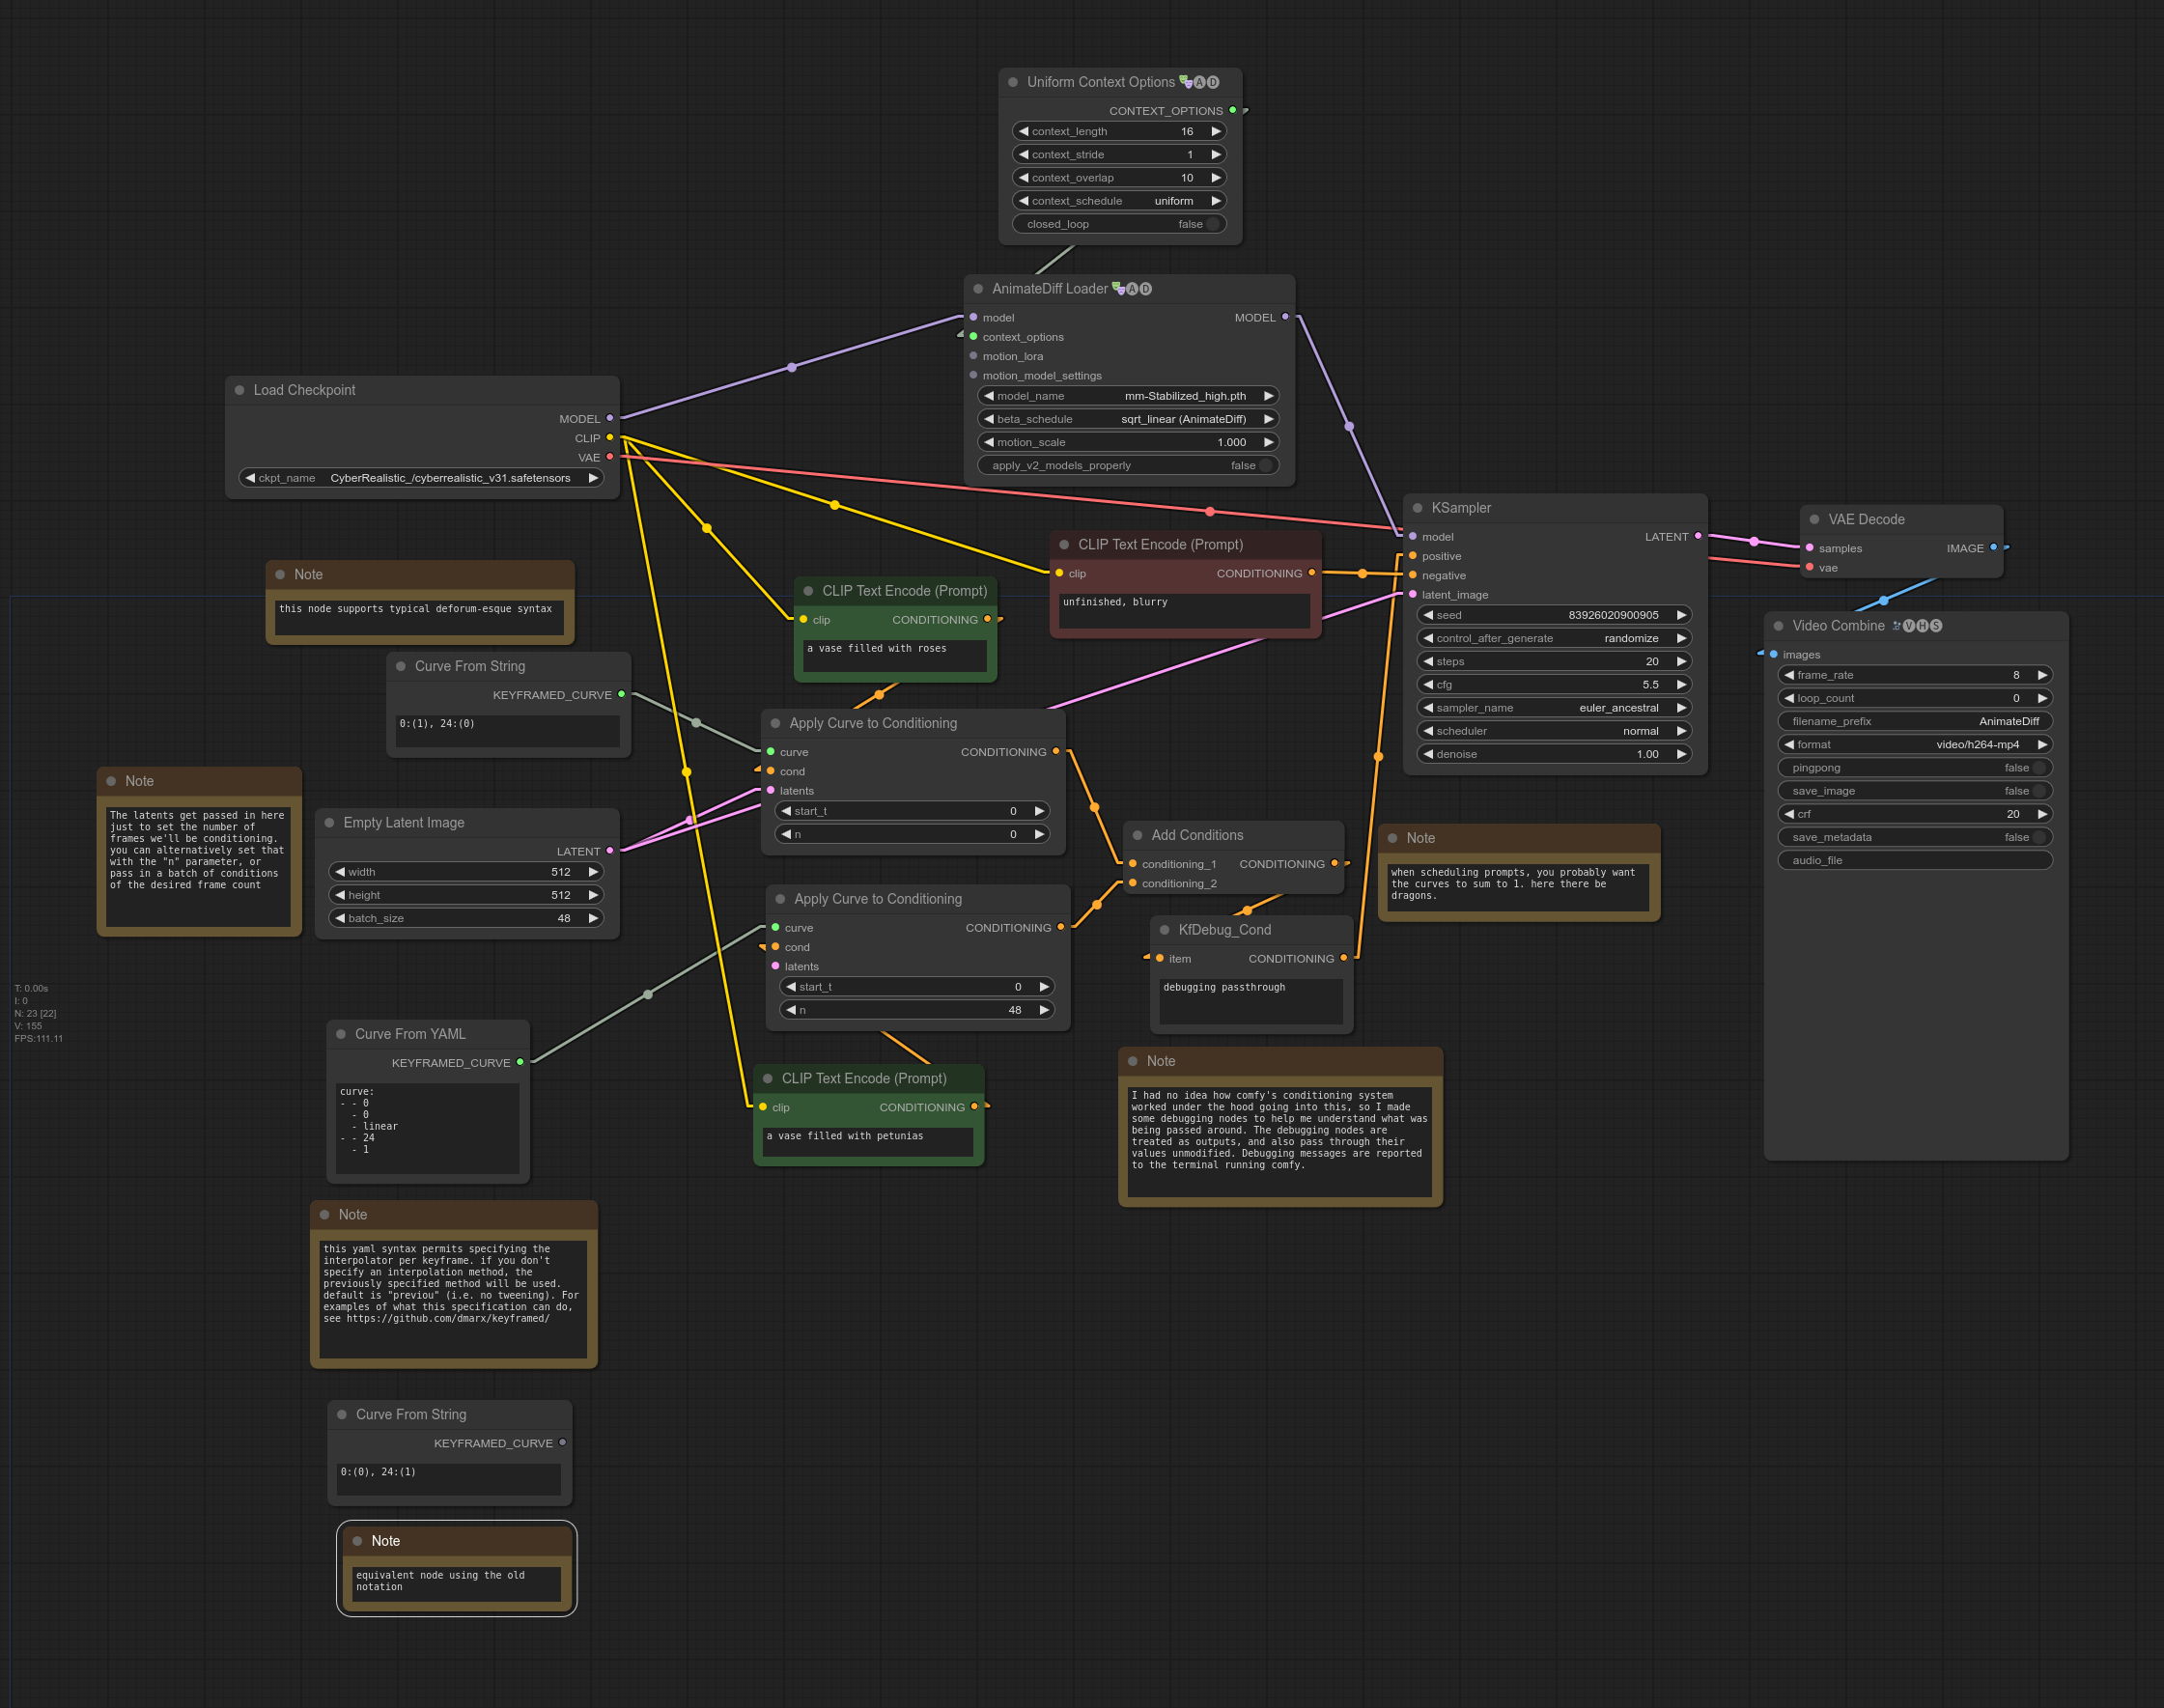 Uniform Context Options AD
CONTEXT_OPTIONS
context_length 16
context_stride 1
context_overlap 10
context_schedule uniform
closed_loop false
AnimateDiff Loader AD
model MODEL
context_options
motion_lora
motion_model_settings
model_name mm-Stabilized_high.pth
beta_schedule sqrt_linear (AnimateDiff)
motion_scale 1.000
apply_v2_models_properly false
Load Checkpoint
MODEL
CLIP
VAE
ckpt_name CyberRealistic_/cyberrealistic_v31.safetensors
KSampler
model LATENT
positive
negative
latent_image
seed 83926020900905
control_after_generate randomize
steps 20
cfg 5.5
sampler_name euler_ancestral
scheduler normal
denoise 1.00
VAE Decode
samples IMAGE
vae
CLIP Text Encode (Prompt)
clip CONDITIONING
unfinished, blurry
Note
this node supports typical deforum-esque syntax
CLIP Text Encode (Prompt)
clip CONDITIONING
a vase filled with roses
Video Combine VHS
images
frame_rate 8
loop_count 0
filename_prefix AnimateDiff
format video/h264-mp4
pingpong false
save_image false
crf 20
save_metadata false
audio_file
Curve From String
KEYFRAMED_CURVE
0:(1), 24:(0)
Apply Curve to Conditioning
curve CONDITIONING
cond
latents
start_t 0
n 0
Note
The latents get passed in here
just to set the number of
frames we'll be conditioning.
you can alternatively set that
with the "n" parameter, or
pass in a batch of conditions
of the desired frame count
Empty Latent Image
LATENT
width 512
height 512
batch_size 48
Add Conditions
conditioning_1 CONDITIONING
conditioning_2
Note
when scheduling prompts, you probably want
the curves to sum to 1. here there be
dragons.
Apply Curve to Conditioning
curve CONDITIONING
cond
latents
start_t 0
n 48
KfDebug_Cond
item CONDITIONING
debugging passthrough
T: 0.00s
I: 0
N: 23 [22]
V: 155
FPS:111.11
Curve From YAML
KEYFRAMED_CURVE
curve:
- - 0
- 0
- linear
- - 24
- 1
CLIP Text Encode (Prompt)
clip CONDITIONING
a vase filled with petunias
Note
I had no idea how comfy's conditioning system
worked under the hood going into this, so I made
some debugging nodes to help me understand what was
being passed around. The debugging nodes are
treated as outputs, and also pass through their
values unmodified. Debugging messages are reported
to the terminal running comfy.
Note
this yaml syntax permits specifying the
interpolator per keyframe. if you don't
specify an interpolation method, the
previously specified method will be used.
default is "previou" (i.e. no tweening). For
examples of what this specification can do,
see https://github.com/dmarx/keyframed/
Curve From String
KEYFRAMED_CURVE
0:(0), 24:(1)
Note
equivalent node using the old
notation